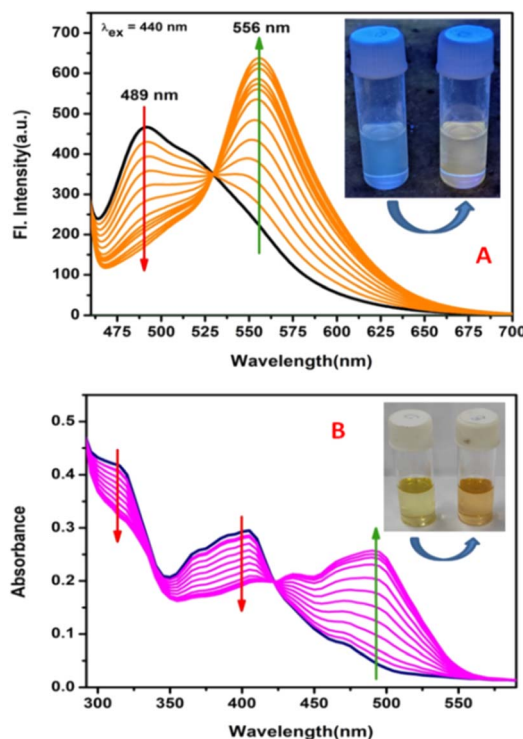 λex = 440 nm
556 nm
489 nm
700
600
500
400
300
200
100
0
Fl. Intensity(a.u.)
A
475 500 525 550 575 600 625 650 675 700
Wavelength(nm)
B
0.5
0.4
0.3
0.2
0.1
0.0
Absorbance
300 350 400 450 500 550
Wavelength(nm)